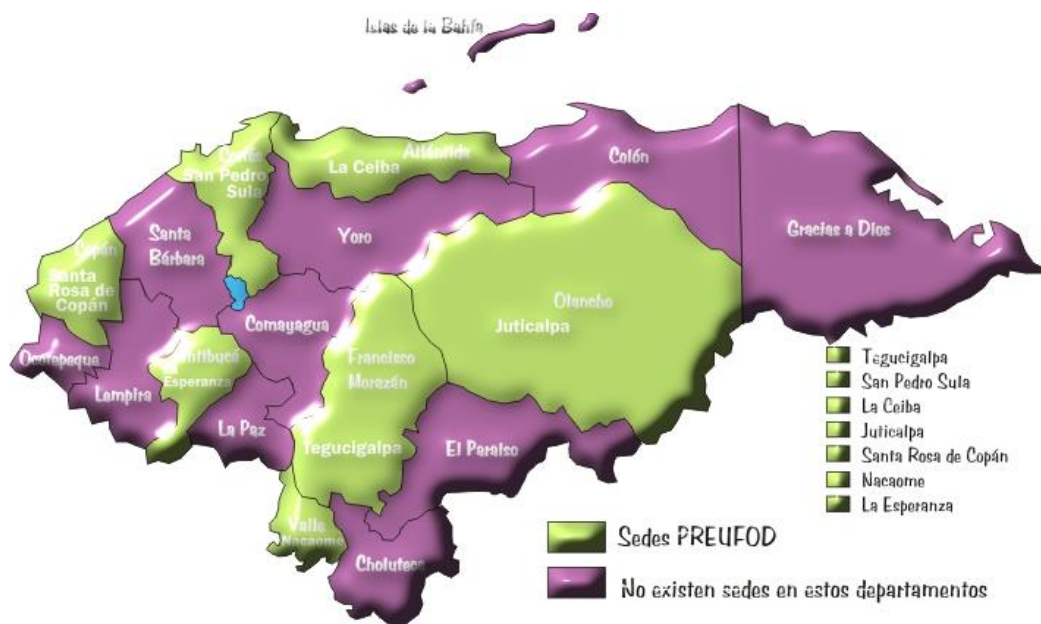 Islas de la Bahía
Cortés
San Pedro
Sula
Atlántida
La Ceiba
Colón
Gracias a Dios
Yoro
Santa
Bárbara
Copán
Santa
Rosa de
Copán
Olancho
Juticalpa
Comayagua
Ocotepeque
Intibucá
La
Esperanza
Lempira
La Paz
Francisco
Morazán
Tegucigalpa
El Paraiso
Valle
Nacaome
Choluteca
Tegucigalpa
San Pedro Sula
La Ceiba
Juticalpa
Santa Rosa de Copán
Nacaome
La Esperanza
Sedes PREUFOD
No existen sedes en estos departamentos